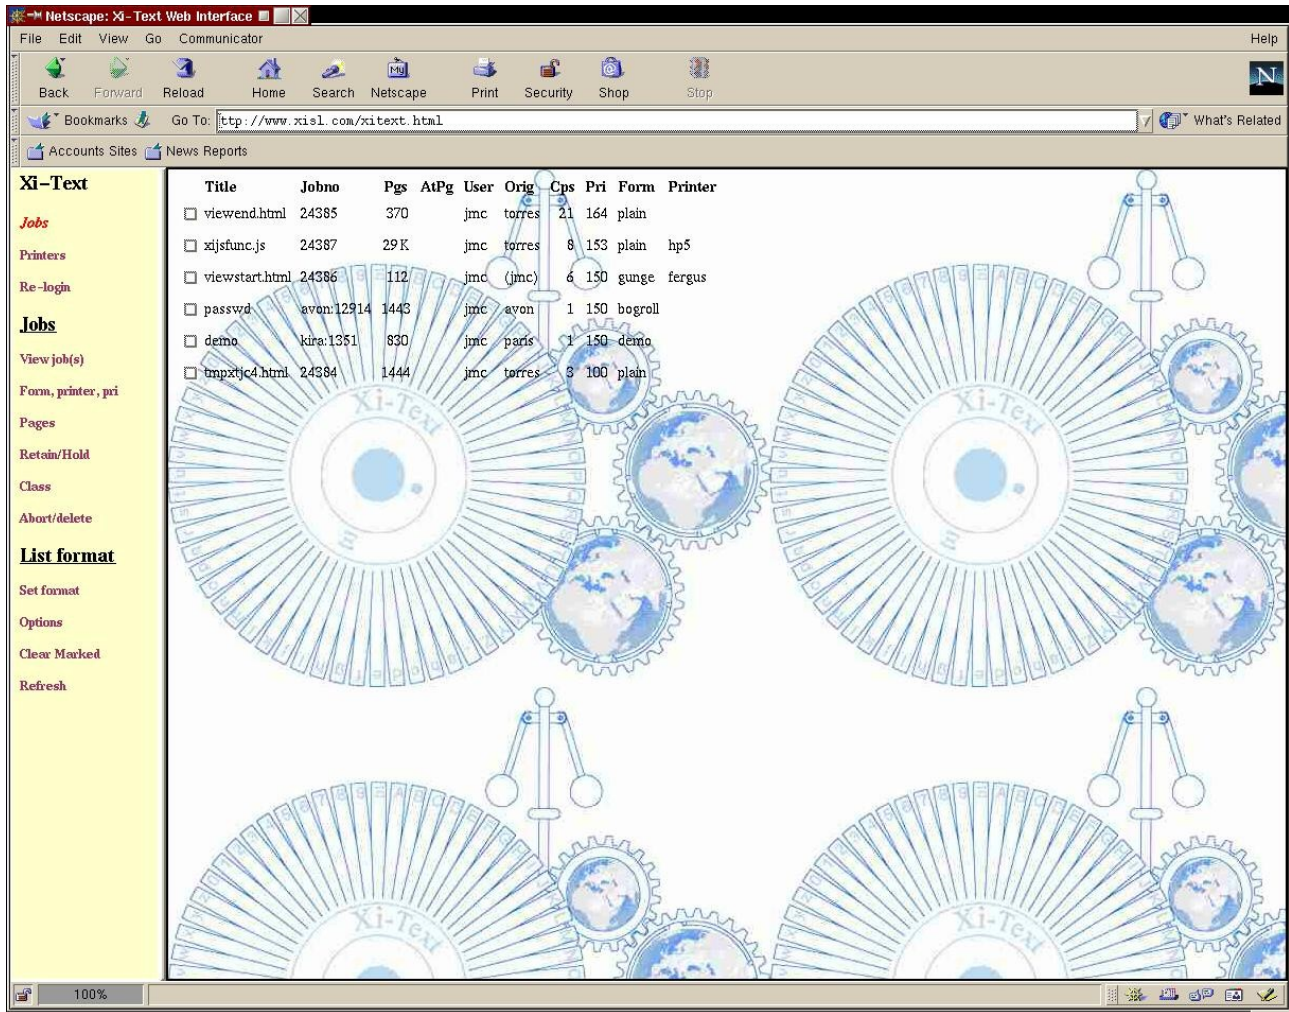 Netscape: Xi-Text Web Interface
File Edit View Go Communicator Help
Back Forward Reload Home Search Netscape Print Security Shop Stop
Bookmarks Go To: ttp://www.xisl.com/xitext.html What's Related
Accounts Sites News Reports
Xi-Text
Jobs
Printers
Re-login
Jobs
View job(s)
Form, printer, pri
Pages
Retain/Hold
Class
Abort/delete
List format
Set format
Options
Clear Marked
Refresh
Title Jobno Pgs AtPg User Orig Cps Pri Form Printer
viewend.html 24385 370 jmc torres 21 164 plain
xijsfunc.js 24387 29K jmc torres 8 153 plain hp5
viewstart.html 24386 112 jmc (jmc) 6 150 gunge fergus
passwd avon:12914 1443 jmc avon 1 150 bogroll
demo kira:1351 830 jmc paris 1 150 demo
tmpxtjc4.html 24384 1444 jmc torres 3 100 plain
Xi-Text
Xi-Text
Xi-Text
Xi-Text
100%